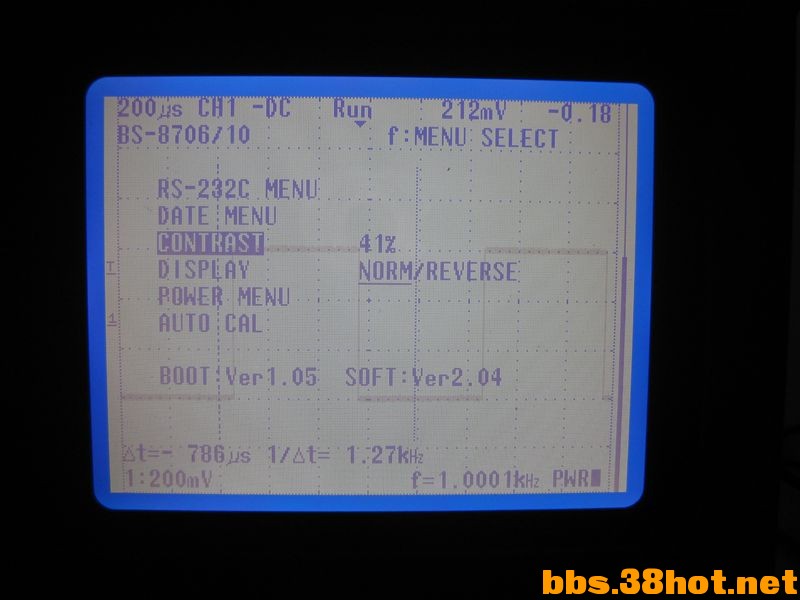 200μs CH1 -DC Run 212mV -0.18
BS-8706/10 f:MENU SELECT
RS-232C MENU
DATE MENU
CONTRAST 41%
DISPLAY NORM/REVERSE
T
POWER MENU
AUTO CAL
1
BOOT:Ver1.05 SOFT:Ver2.04
Δt=- 786μs 1/Δt= 1.27kHz
1:200mV f=1.0001kHz PWR
bbs.38hot.net